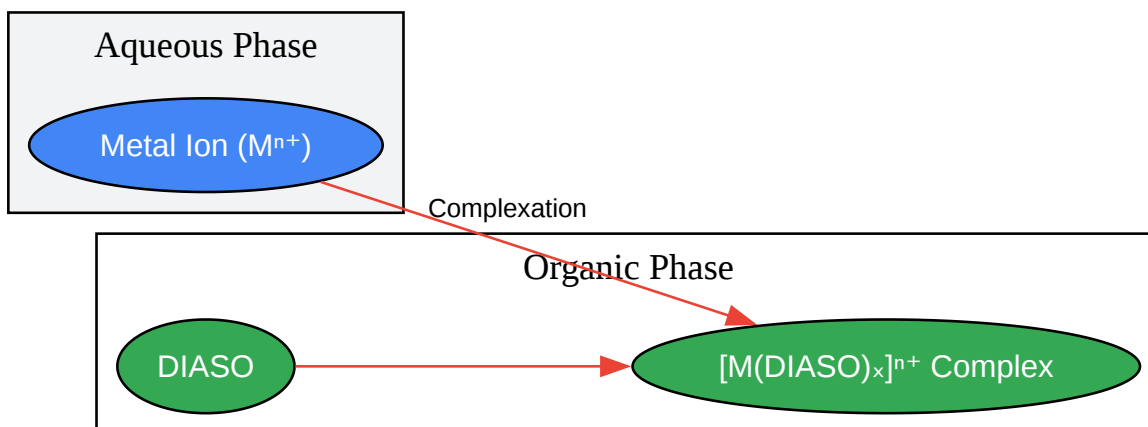 Aqueous Phase
Metal Ion (Mⁿ⁺)
Complexation
Organic Phase
DIASO
[M(DIASO)ₓ]ⁿ⁺ Complex